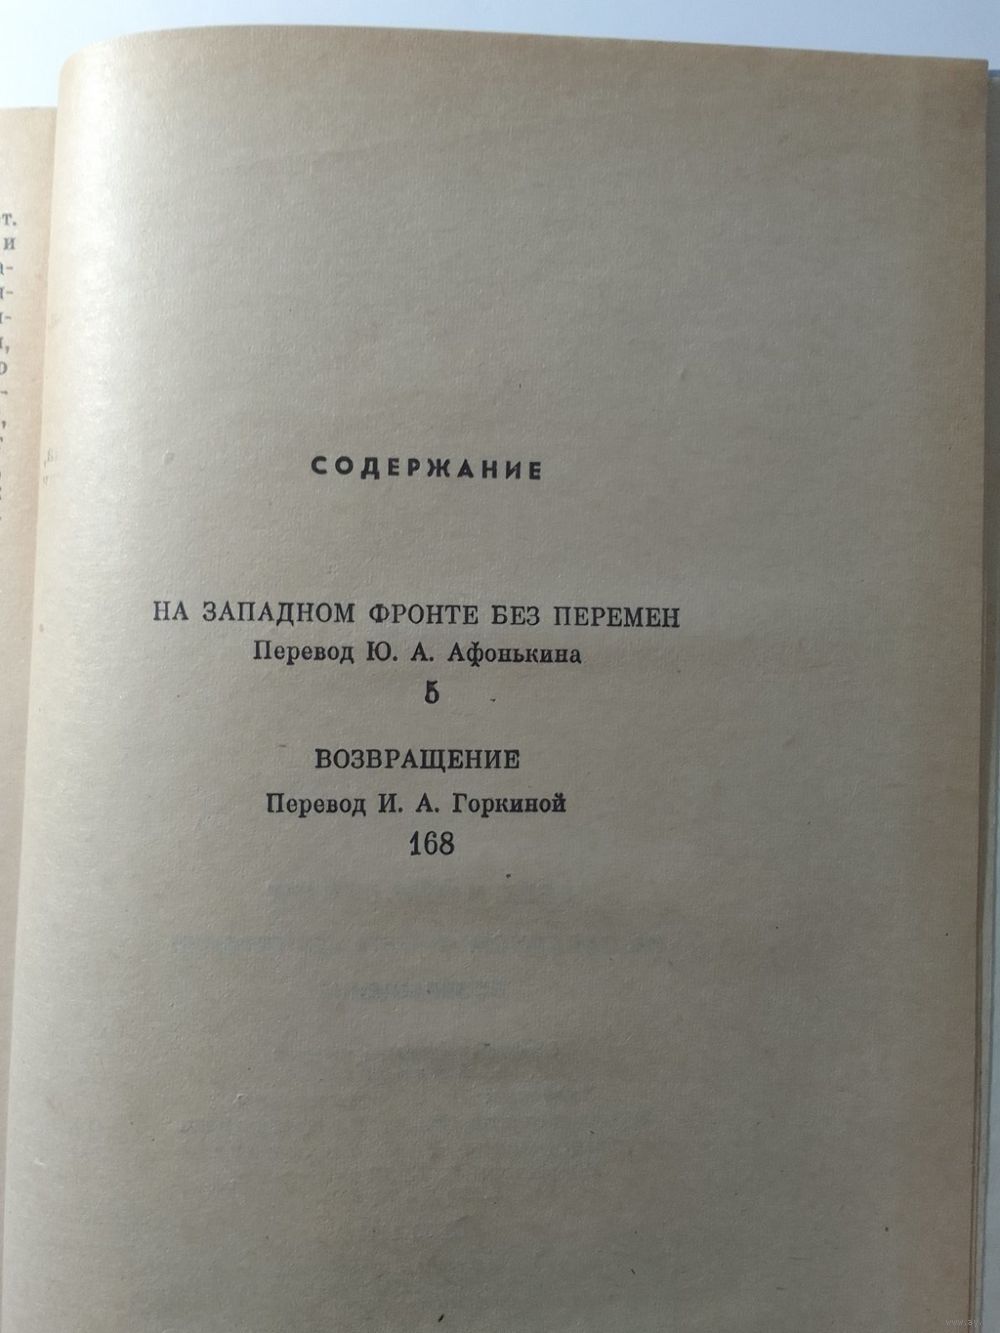 СОДЕРЖАНИЕ
НА ЗАПАДНОМ ФРОНТЕ БЕЗ ПЕРЕМЕН
Перевод Ю. А. Афонькина
5
ВОЗВРАЩЕНИЕ
Перевод И. А. Горкиной
168